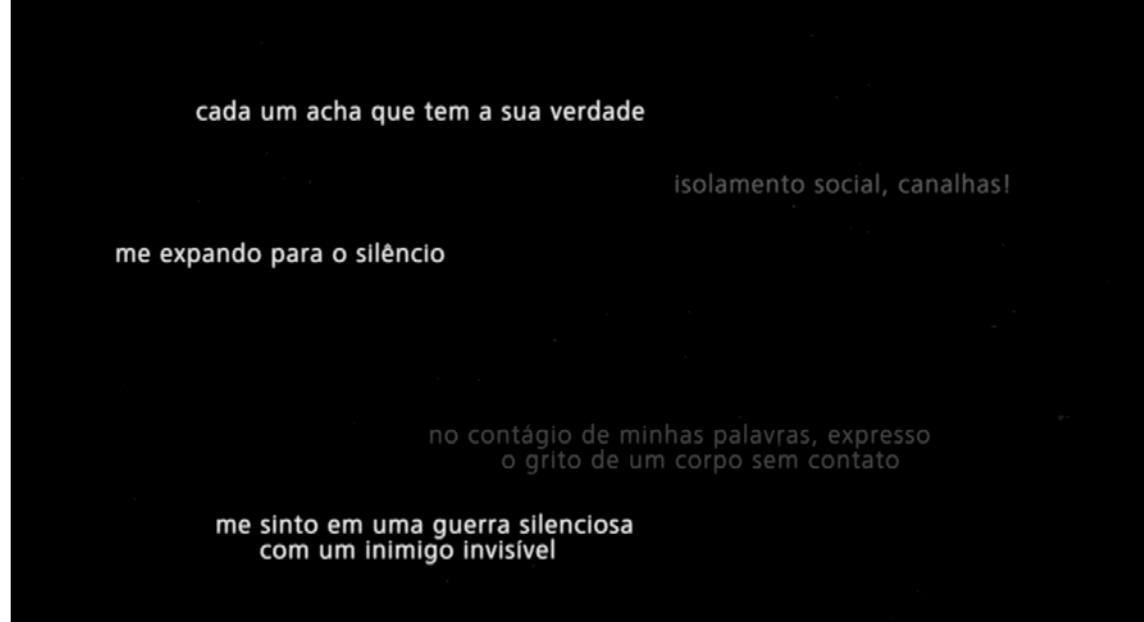 cada um acha que tem a sua verdade
isolamento social, canalhas!
me expando para o silêncio
no contágio de minhas palavras, expresso
o grito de um corpo sem contato
me sinto em uma guerra silenciosa
com um inimigo invisível